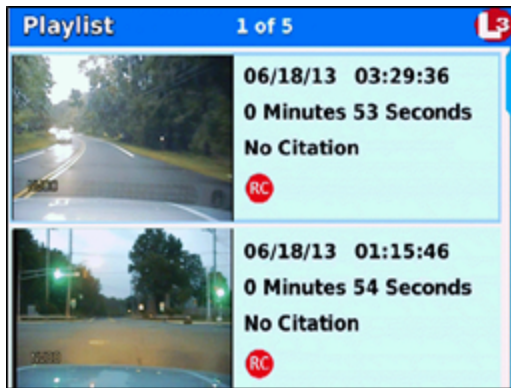 Playlist 1 of 5 L3
06/18/13 03:29:36
0 Minutes 53 Seconds
No Citation
RC
06/18/13 01:15:46
0 Minutes 54 Seconds
No Citation
RC